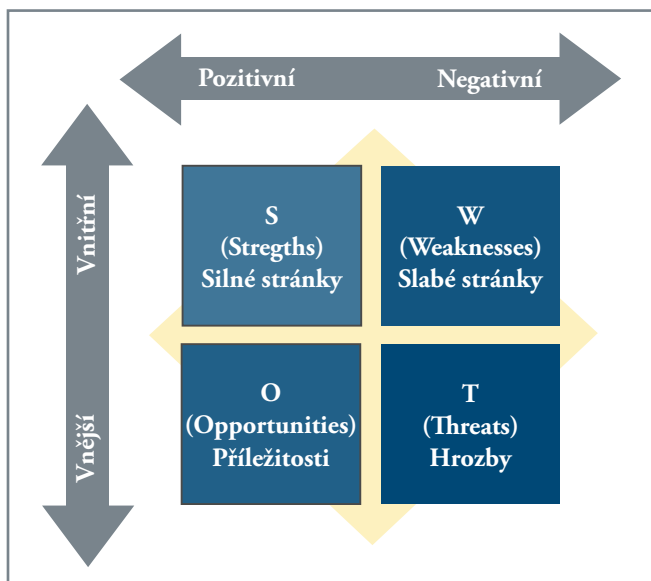 Pozitivní
Negativní
Vnitřní
S
(Stregths)
Silné stránky
W
(Weaknesses)
Slabé stránky
Vnější
O
(Opportunities)
Příležitosti
T
(Threats)
Hrozby